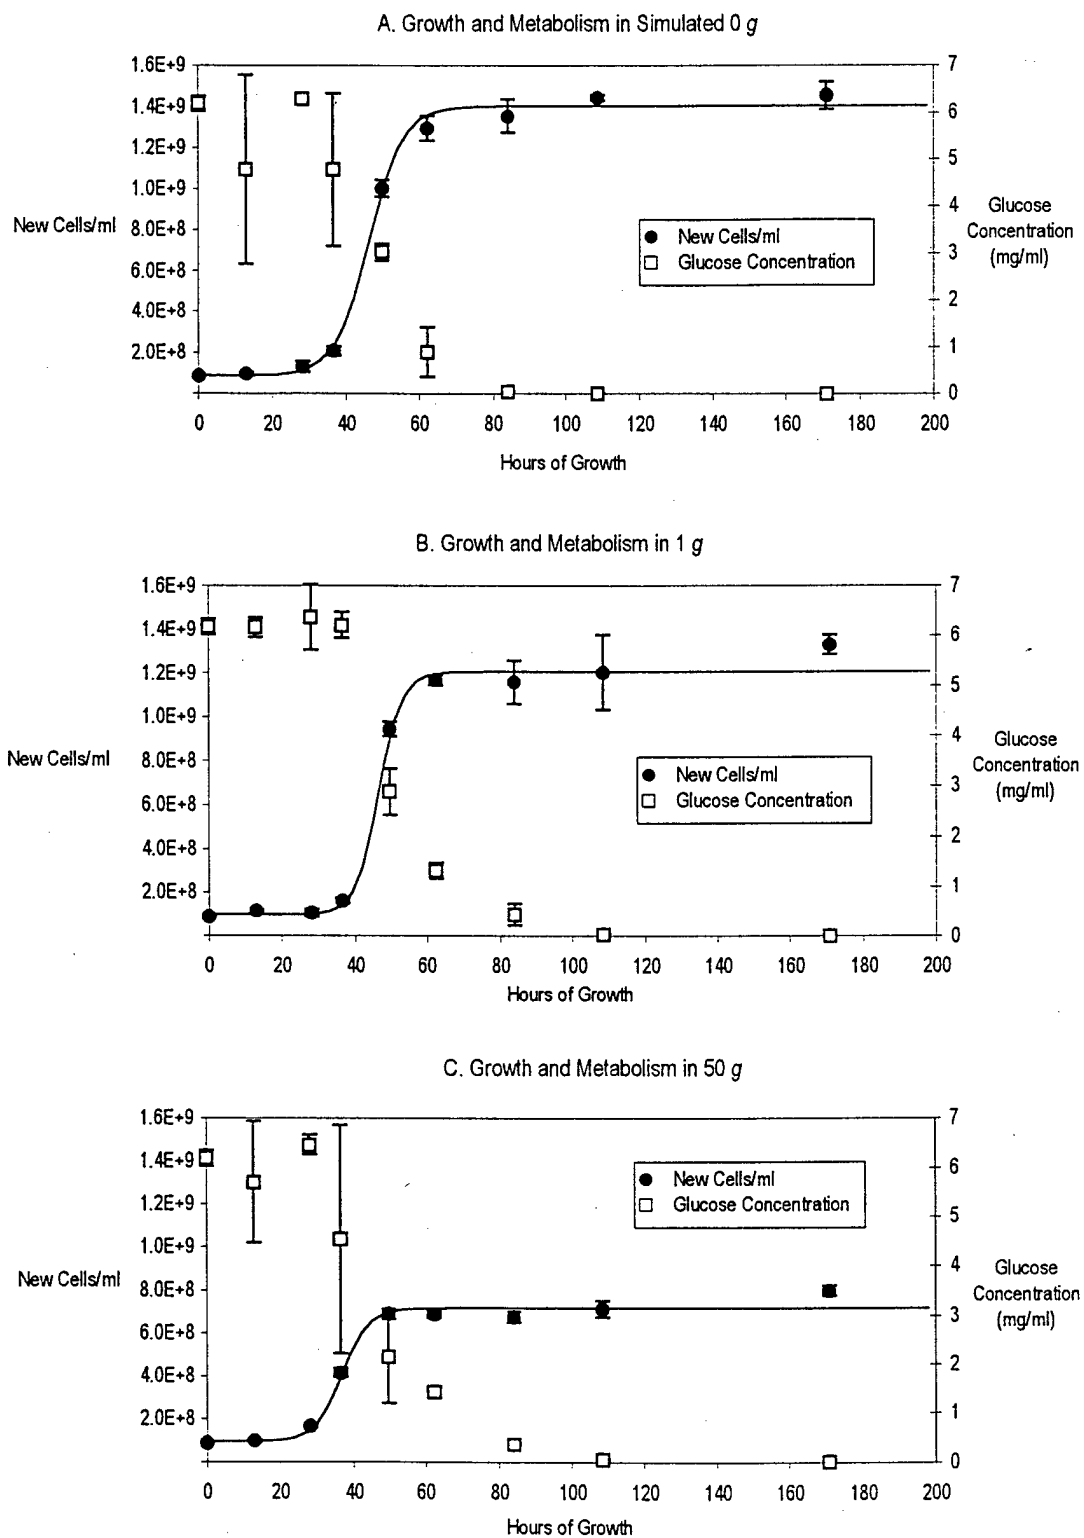 A. Growth and Metabolism in Simulated 0 g
1.6E+9
1.4E+9
1.2E+9
1.0E+9
8.0E+8
6.0E+8
4.0E+8
2.0E+8
New Cells/ml
New Cells/ml
Glucose Concentration
7
6
5
4
3
2
1
0
Glucose
Concentration
(mg/ml)
0 20 40 60 80 100 120 140 160 180 200
Hours of Growth
B. Growth and Metabolism in 1 g
1.6E+9
1.4E+9
1.2E+9
1.0E+9
8.0E+8
6.0E+8
4.0E+8
2.0E+8
New Cells/ml
New Cells/ml
Glucose Concentration
7
6
5
4
3
2
1
0
Glucose
Concentration
(mg/ml)
0 20 40 60 80 100 120 140 160 180 200
Hours of Growth
C. Growth and Metabolism in 50 g
1.6E+9
1.4E+9
1.2E+9
1.0E+9
8.0E+8
6.0E+8
4.0E+8
2.0E+8
New Cells/ml
New Cells/ml
Glucose Concentration
7
6
5
4
3
2
1
0
Glucose
Concentration
(mg/ml)
0 20 40 60 80 100 120 140 160 180 200
Hours of Growth